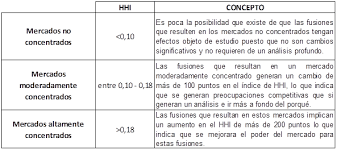 HHI
CONCEPTO
Mercados no
concentrados
<0,10
Es poca la posibilidad que existe de que las fusiones
que resulten en los mercados no concentrados tengan
efectos objeto de estudio puesto que no son cambios
significativos y no requieren de un análisis profundo.
Mercados
moderadamente
concentrados
entre 0,10 - 0,18
Las fusiones que resultan en un mercado
moderadamente concentrado generan un cambio de
más de 100 puntos en el índice de HHI, lo que indica
que se generan preocupaciones competitivas que si
generan un análisis e ir más a fondo del porqué.
Mercados altamente
concentrados
>0,18
Las fusiones que resultan en estos mercados implican
un aumento en el HHI de más de 200 puntos lo que
indica que se mejorara el poder del mercado para
estas fusiones.